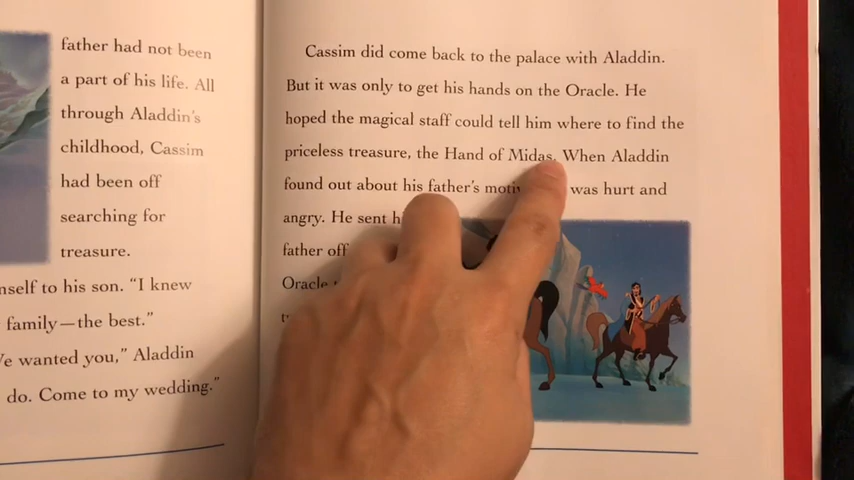 father had not been
a part of his life. All
through Aladdin's
childhood, Cassim
had been off
searching for
treasure.
nself to his son. "I knew
family—the best."
Ve wanted you," Aladdin
do. Come to my wedding."
Cassim did come back to the palace with Aladdin.
But it was only to get his hands on the Oracle. He
hoped the magical staff could tell him where to find the
priceless treasure, the Hand of Midas. When Aladdin
found out about his father's was hurt and
angry. He sent
father off
Oracle